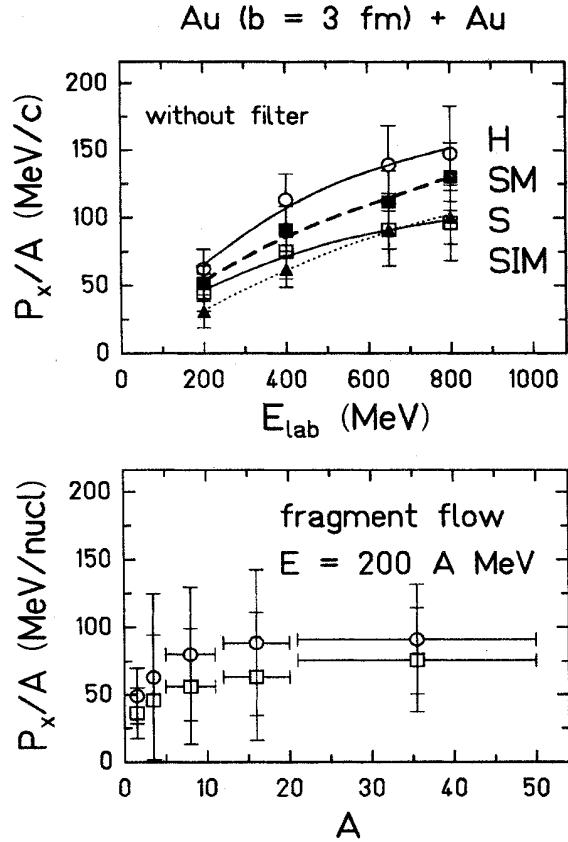 Au (b = 3 fm) + Au
P_x/A (MeV/c)
200
150
100
50
0
without filter
H
SM
S
SIM
0 200 400 600 800 1000
E_lab (MeV)
P_x/A (MeV/nucl)
200
150
100
50
0
fragment flow
E = 200 A MeV
0 10 20 30 40 50
A